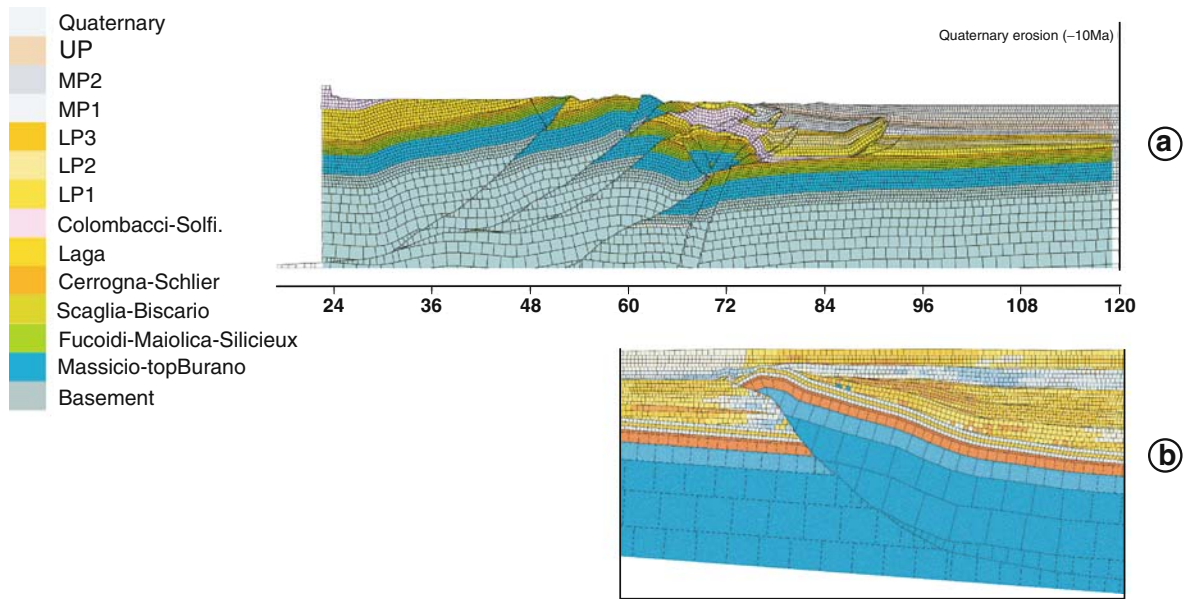 Quaternary
UP
MP2
MP1
LP3
LP2
LP1
Colombacci-Solfi.
Laga
Cerrogna-Schlier
Scaglia-Biscario
Fucoidi-Maiolica-Silicieux
Massicio-topBurano
Basement
Quaternary erosion (–10Ma)
a
24 36 48 60 72 84 96 108 120
b